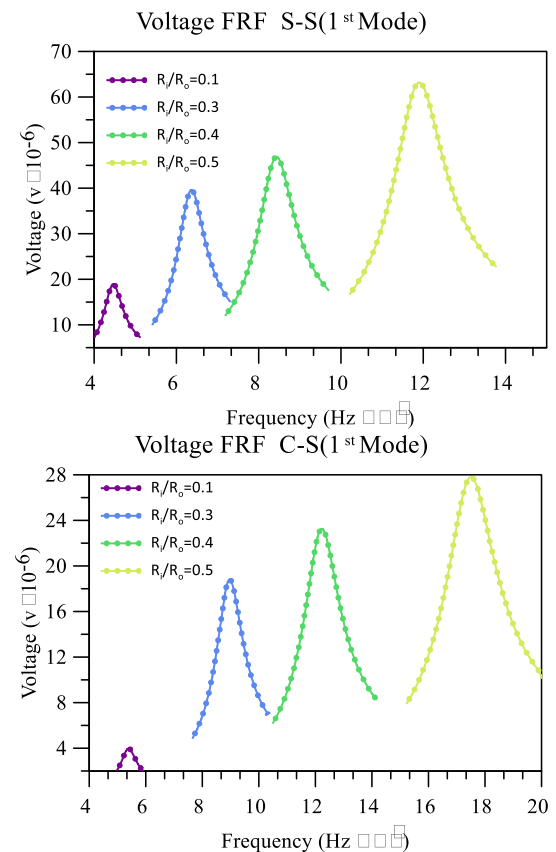 Voltage FRF S-S(1st Mode)
70
60
50
40
30
20
10
Voltage (v □10-6)
Ri/Ro=0.1
Ri/Ro=0.3
Ri/Ro=0.4
Ri/Ro=0.5
4 6 8 10 12 14
Frequency (Hz □□□□)
Voltage FRF C-S(1st Mode)
28
24
20
16
12
8
4
Voltage (v □10-6)
Ri/Ro=0.1
Ri/Ro=0.3
Ri/Ro=0.4
Ri/Ro=0.5
4 6 8 10 12 14 16 18 20
Frequency (Hz □□□□)